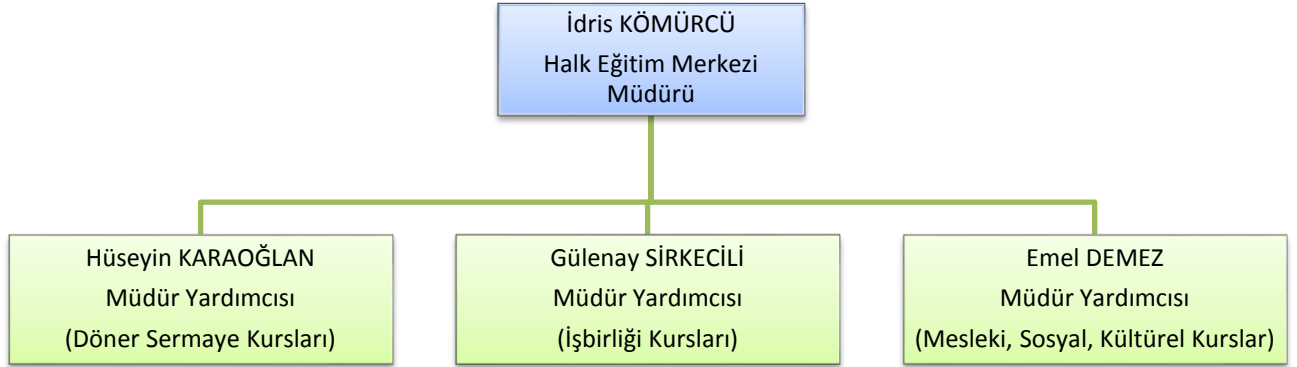 İdris KÖMÜRCÜ
Halk Eğitim Merkezi
Müdürü
Hüseyin KARAOĞLAN
Müdür Yardımcısı
(Döner Sermaye Kursları)
Gülenay SİRKECİLİ
Müdür Yardımcısı
(İşbirliği Kursları)
Emel DEMEZ
Müdür Yardımcısı
(Mesleki, Sosyal, Kültürel Kurslar)